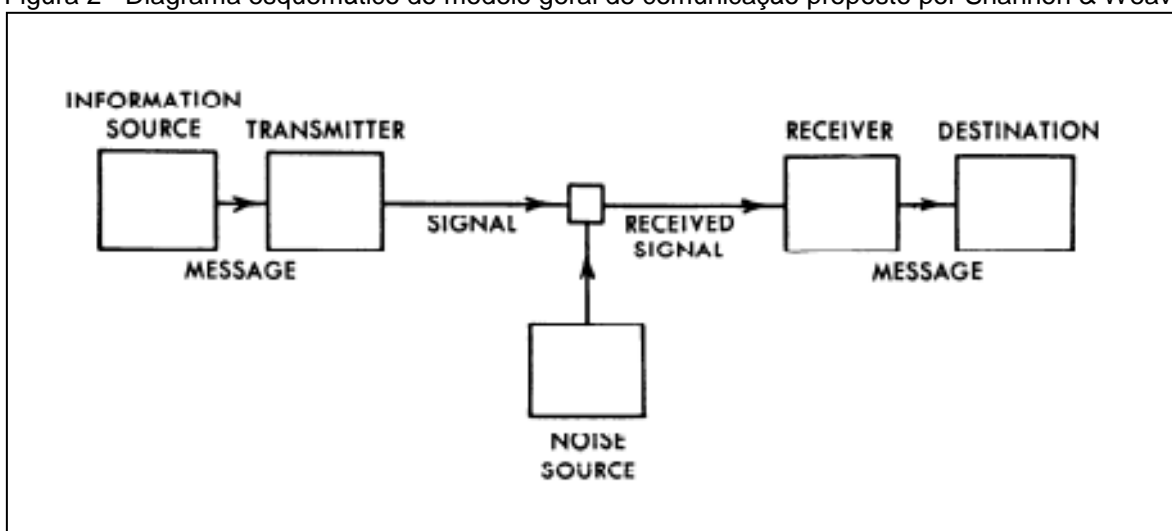 Figura 2 - Diagrama esquemático do modelo geral de comunicação proposto por Shannon & Weav
INFORMATION
SOURCE
TRANSMITTER
RECEIVER
DESTINATION
SIGNAL
RECEIVED
SIGNAL
MESSAGE
MESSAGE
NOISE
SOURCE